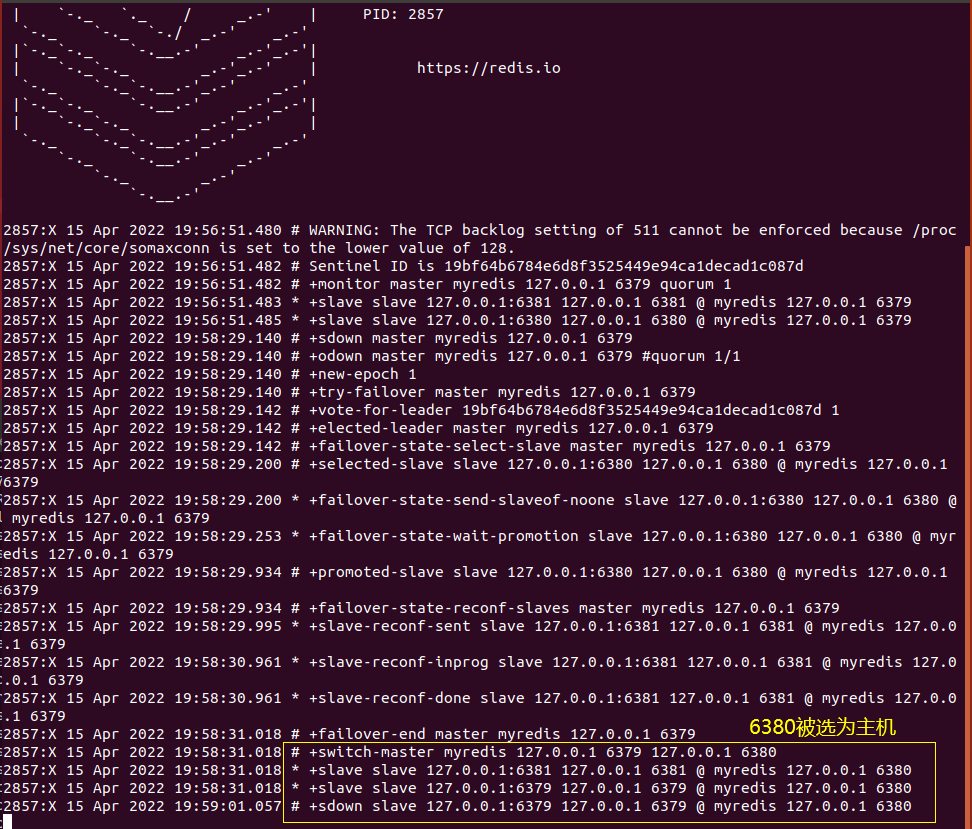 PID: 2857
https://redis.io
2857:X 15 Apr 2022 19:56:51.480 # WARNING: The TCP backlog setting of 511 cannot be enforced because /proc
/sys/net/core/somaxconn is set to the lower value of 128.
2857:X 15 Apr 2022 19:56:51.482 # Sentinel ID is 19bf64b6784e6d8f3525449e94ca1decad1c087d
2857:X 15 Apr 2022 19:56:51.482 # +monitor master myredis 127.0.0.1 6379 quorum 1
2857:X 15 Apr 2022 19:56:51.483 * +slave slave 127.0.0.1:6381 127.0.0.1 6381 @ myredis 127.0.0.1 6379
2857:X 15 Apr 2022 19:56:51.485 * +slave slave 127.0.0.1:6380 127.0.0.1 6380 @ myredis 127.0.0.1 6379
2857:X 15 Apr 2022 19:58:29.140 # +sdown master myredis 127.0.0.1 6379
2857:X 15 Apr 2022 19:58:29.140 # +odown master myredis 127.0.0.1 6379 #quorum 1/1
2857:X 15 Apr 2022 19:58:29.140 # +new-epoch 1
2857:X 15 Apr 2022 19:58:29.140 # +try-failover master myredis 127.0.0.1 6379
2857:X 15 Apr 2022 19:58:29.142 # +vote-for-leader 19bf64b6784e6d8f3525449e94ca1decad1c087d 1
2857:X 15 Apr 2022 19:58:29.142 # +elected-leader master myredis 127.0.0.1 6379
2857:X 15 Apr 2022 19:58:29.142 # +failover-state-select-slave master myredis 127.0.0.1 6379
2857:X 15 Apr 2022 19:58:29.200 # +selected-slave slave 127.0.0.1:6380 127.0.0.1 6380 @ myredis 127.0.0.1
6379
2857:X 15 Apr 2022 19:58:29.200 * +failover-state-send-slaveof-noone slave 127.0.0.1:6380 127.0.0.1 6380 @
myredis 127.0.0.1 6379
2857:X 15 Apr 2022 19:58:29.253 * +failover-state-wait-promotion slave 127.0.0.1:6380 127.0.0.1 6380 @ myr
edis 127.0.0.1 6379
2857:X 15 Apr 2022 19:58:29.934 # +promoted-slave slave 127.0.0.1:6380 127.0.0.1 6380 @ myredis 127.0.0.1
6379
2857:X 15 Apr 2022 19:58:29.934 # +failover-state-reconf-slaves master myredis 127.0.0.1 6379
2857:X 15 Apr 2022 19:58:29.995 * +slave-reconf-sent slave 127.0.0.1:6381 127.0.0.1 6381 @ myredis 127.0.0
.1 6379
2857:X 15 Apr 2022 19:58:30.961 * +slave-reconf-inprog slave 127.0.0.1:6381 127.0.0.1 6381 @ myredis 127.0
.0.1 6379
2857:X 15 Apr 2022 19:58:30.961 * +slave-reconf-done slave 127.0.0.1:6381 127.0.0.1 6381 @ myredis 127.0.0
.1 6379
6380被选为主机
2857:X 15 Apr 2022 19:58:31.018 # +failover-end master myredis 127.0.0.1 6379
2857:X 15 Apr 2022 19:58:31.018 # +switch-master myredis 127.0.0.1 6379 127.0.0.1 6380
2857:X 15 Apr 2022 19:58:31.018 * +slave slave 127.0.0.1:6381 127.0.0.1 6381 @ myredis 127.0.0.1 6380
2857:X 15 Apr 2022 19:58:31.018 * +slave slave 127.0.0.1:6379 127.0.0.1 6379 @ myredis 127.0.0.1 6380
2857:X 15 Apr 2022 19:59:01.057 # +sdown slave 127.0.0.1:6379 127.0.0.1 6379 @ myredis 127.0.0.1 6380